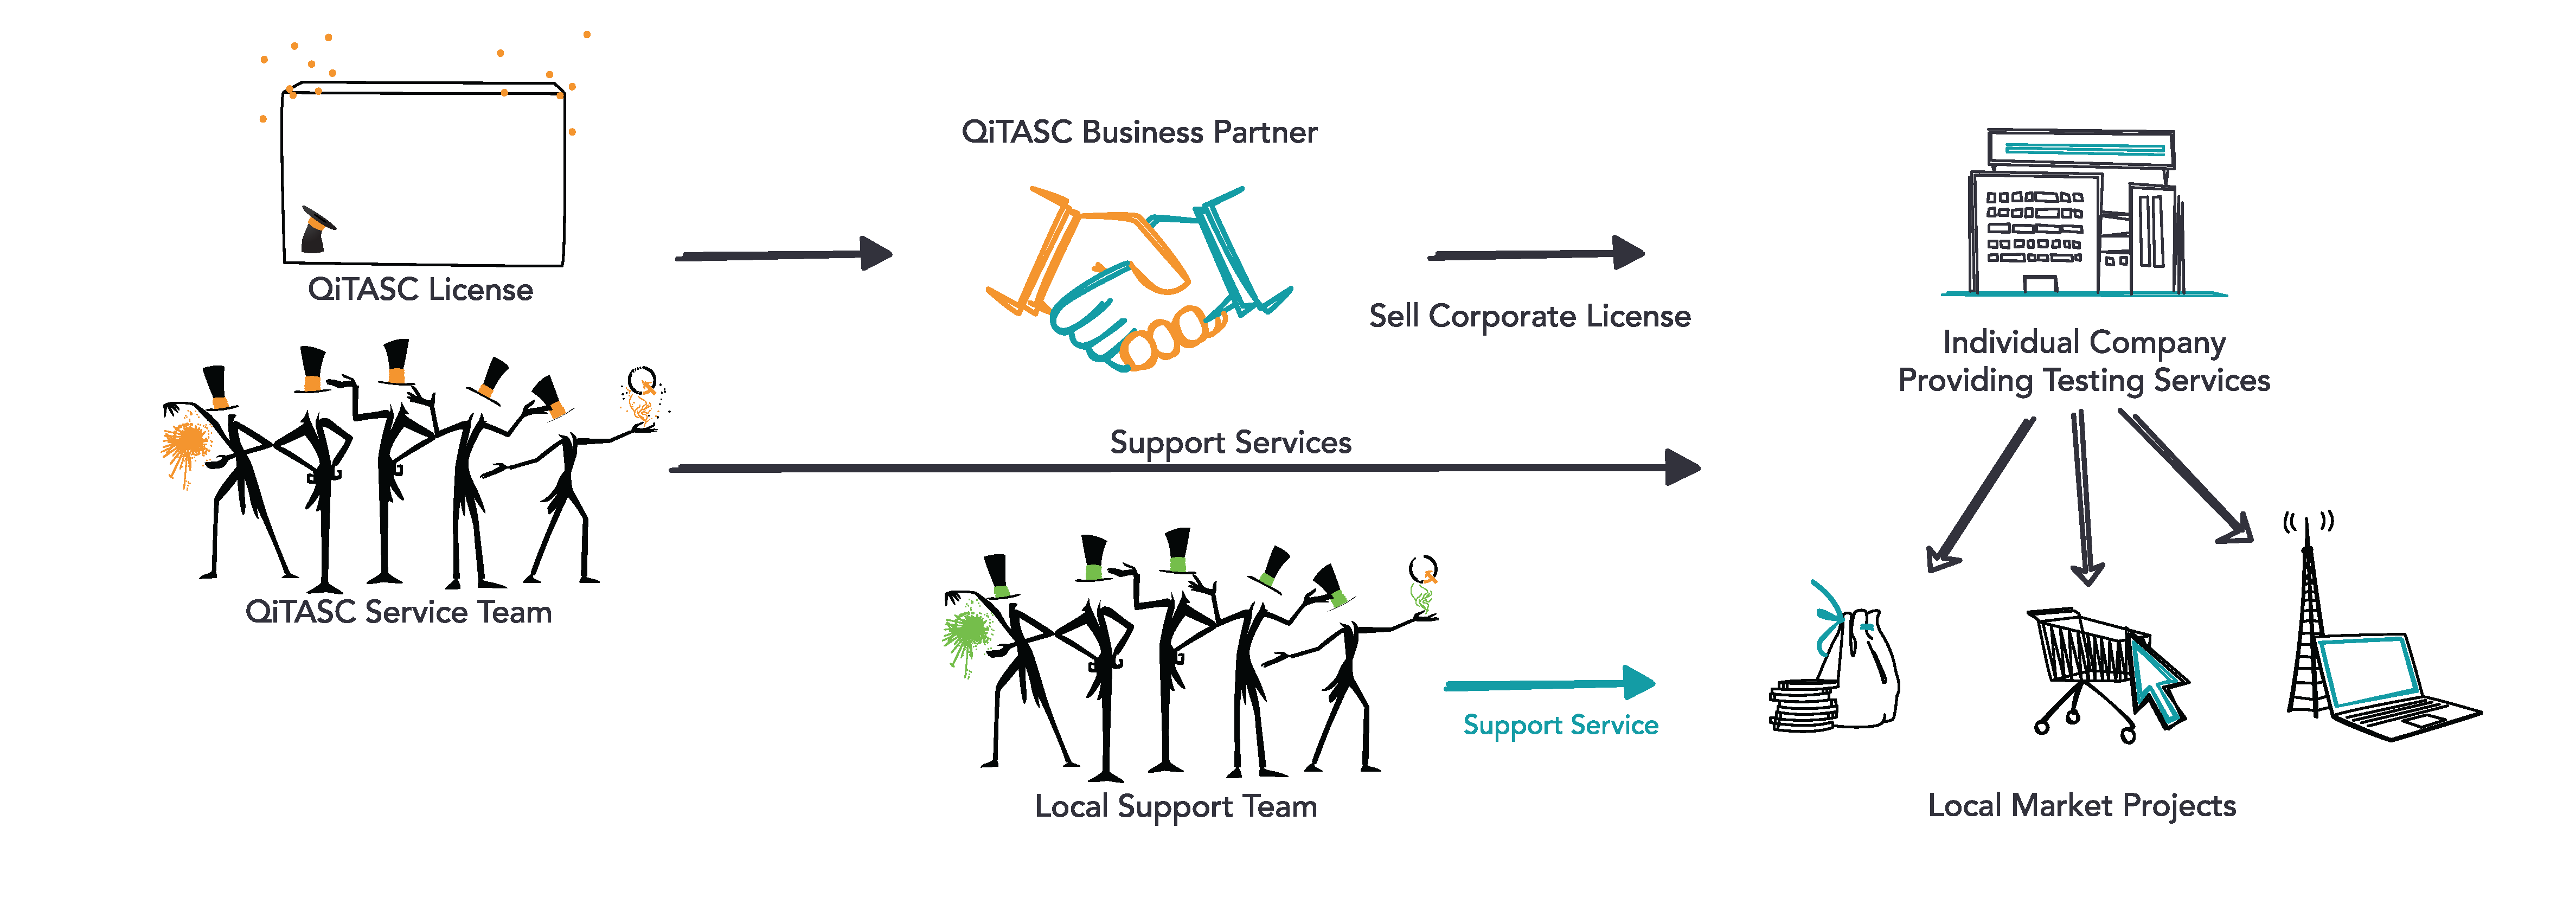 QiTASC Business Partner
QiTASC License
Sell Corporate License
Individual Company
Providing Testing Services
Support Services
QiTASC Service Team
Support Service
Local Support Team
Local Market Projects